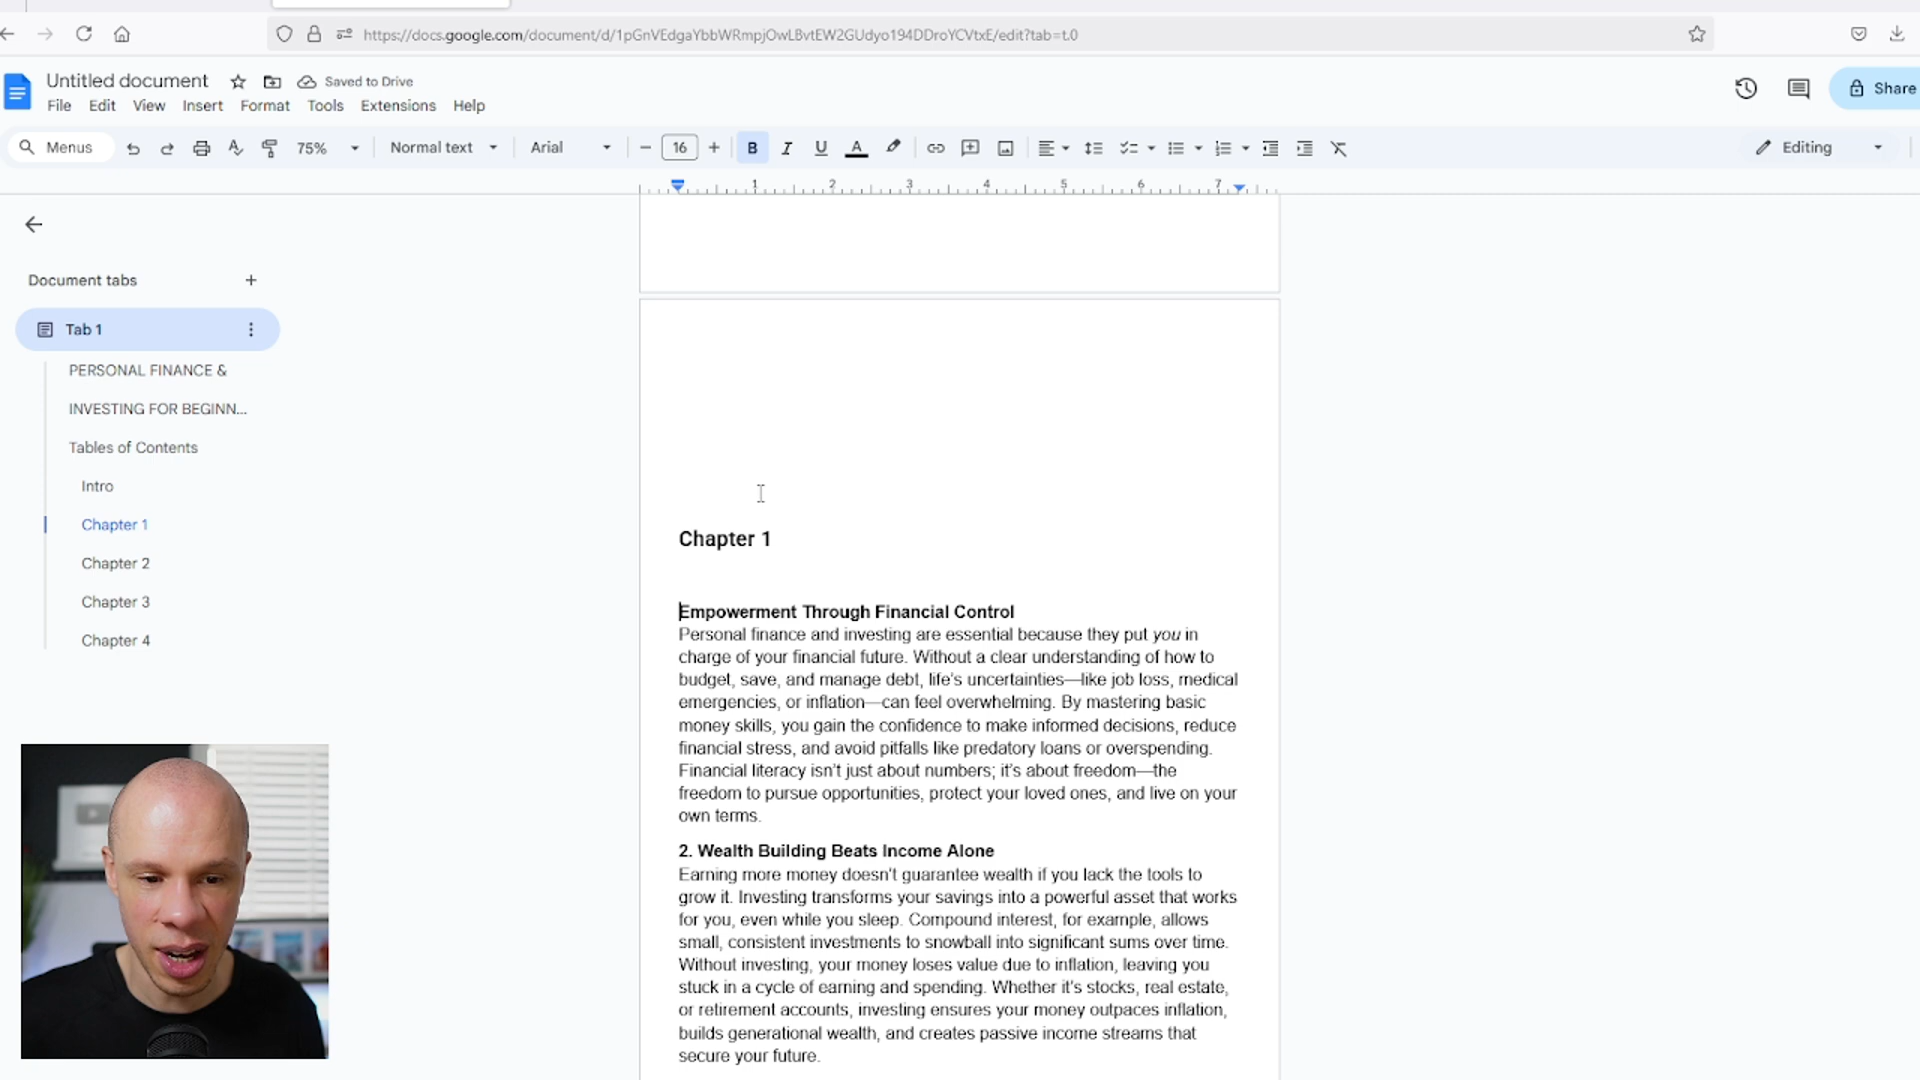 https://docs.google.com/document/d/1pGnVEdgaYbbWRmpjOwLBvtEW2GUdyo194DDroYCVtxE/edit?tab=t.0
Untitled document
Saved to Drive
File Edit View Insert Format Tools Extensions Help
Share
Menus
75%
Normal text
Arial
16
B
I
U
A
Editing
1 2 3 4 5 6 7
Document tabs
Tab 1
PERSONAL FINANCE &
INVESTING FOR BEGINN...
Tables of Contents
Intro
Chapter 1
Chapter 2
Chapter 3
Chapter 4
Chapter 1
Empowerment Through Financial Control
Personal finance and investing are essential because they put you in
charge of your financial future. Without a clear understanding of how to
budget, save, and manage debt, life's uncertainties—like job loss, medical
emergencies, or inflation—can feel overwhelming. By mastering basic
money skills, you gain the confidence to make informed decisions, reduce
financial stress, and avoid pitfalls like predatory loans or overspending.
Financial literacy isn't just about numbers; it's about freedom—the
freedom to pursue opportunities, protect your loved ones, and live on your
own terms.
2. Wealth Building Beats Income Alone
Earning more money doesn't guarantee wealth if you lack the tools to
grow it. Investing transforms your savings into a powerful asset that works
for you, even while you sleep. Compound interest, for example, allows
small, consistent investments to snowball into significant sums over time.
Without investing, your money loses value due to inflation, leaving you
stuck in a cycle of earning and spending. Whether it's stocks, real estate,
or retirement accounts, investing ensures your money outpaces inflation,
builds generational wealth, and creates passive income streams that
secure your future.